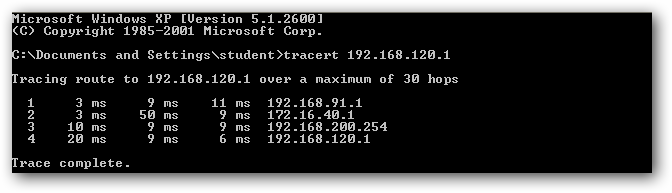 Microsoft Windows XP [Version 5.1.2600]
(C) Copyright 1985-2001 Microsoft Corp.
C:\Documents and Settings\student>tracert 192.168.120.1
Tracing route to 192.168.120.1 over a maximum of 30 hops
1 3 ms 9 ms 11 ms 192.168.91.1
2 3 ms 50 ms 9 ms 172.16.40.1
3 10 ms 9 ms 9 ms 192.168.200.254
4 20 ms 9 ms 6 ms 192.168.120.1
Trace complete.